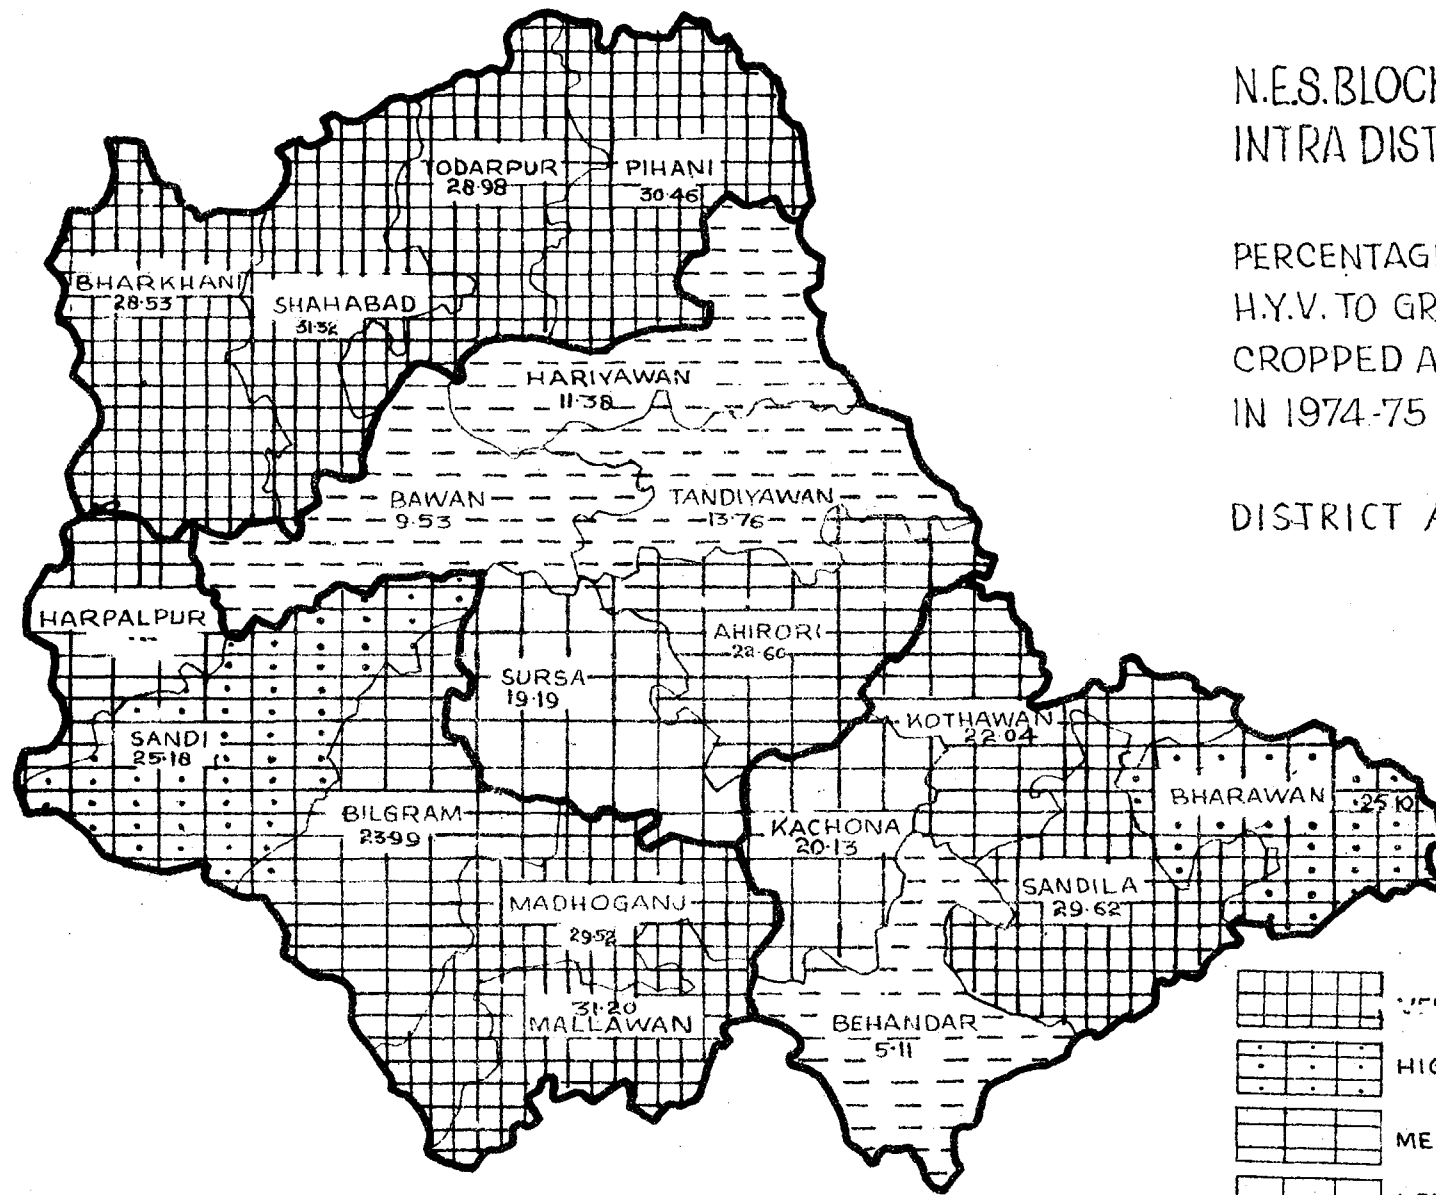 N.E.S.BLOCK
INTRA DIST
PERCENTAG
H.Y.V. TO GR
CROPPED A
IN 1974-75
DISTRICT A
TODARPUR
28·98
PIHANI
30·46
BHARKHANI
28·53
SHAHABAD
31·32
HARIYAWAN
11·38
BAWAN
9·53
TANDIYAWAN
13·76
HARPALPUR
---
AHIRORI
22·60
SURSA
19·19
SANDI
25·18
KOTHAWAN
22·04
BILGRAM
23·99
KACHONA
20·13
BHARAWAN
25·10
SANDILA
29·62
MADHOGANJ
29·52
31·20
MALLAWAN
BEHANDAR
5·11
HIG
ME